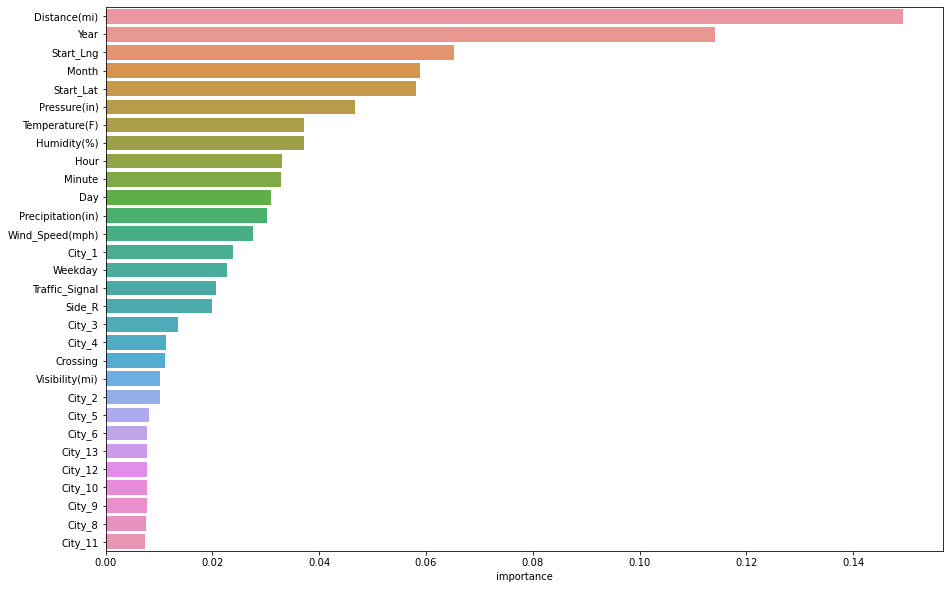 Distance(mi)
Year
Start_Lng
Month
Start_Lat
Pressure(in)
Temperature(F)
Humidity(%)
Hour
Minute
Day
Precipitation(in)
Wind_Speed(mph)
City_1
Weekday
Traffic_Signal
Side_R
City_3
City_4
Crossing
Visibility(mi)
City_2
City_5
City_6
City_13
City_12
City_10
City_9
City_8
City_11
0.00 0.02 0.04 0.06 0.08 0.10 0.12 0.14
importance